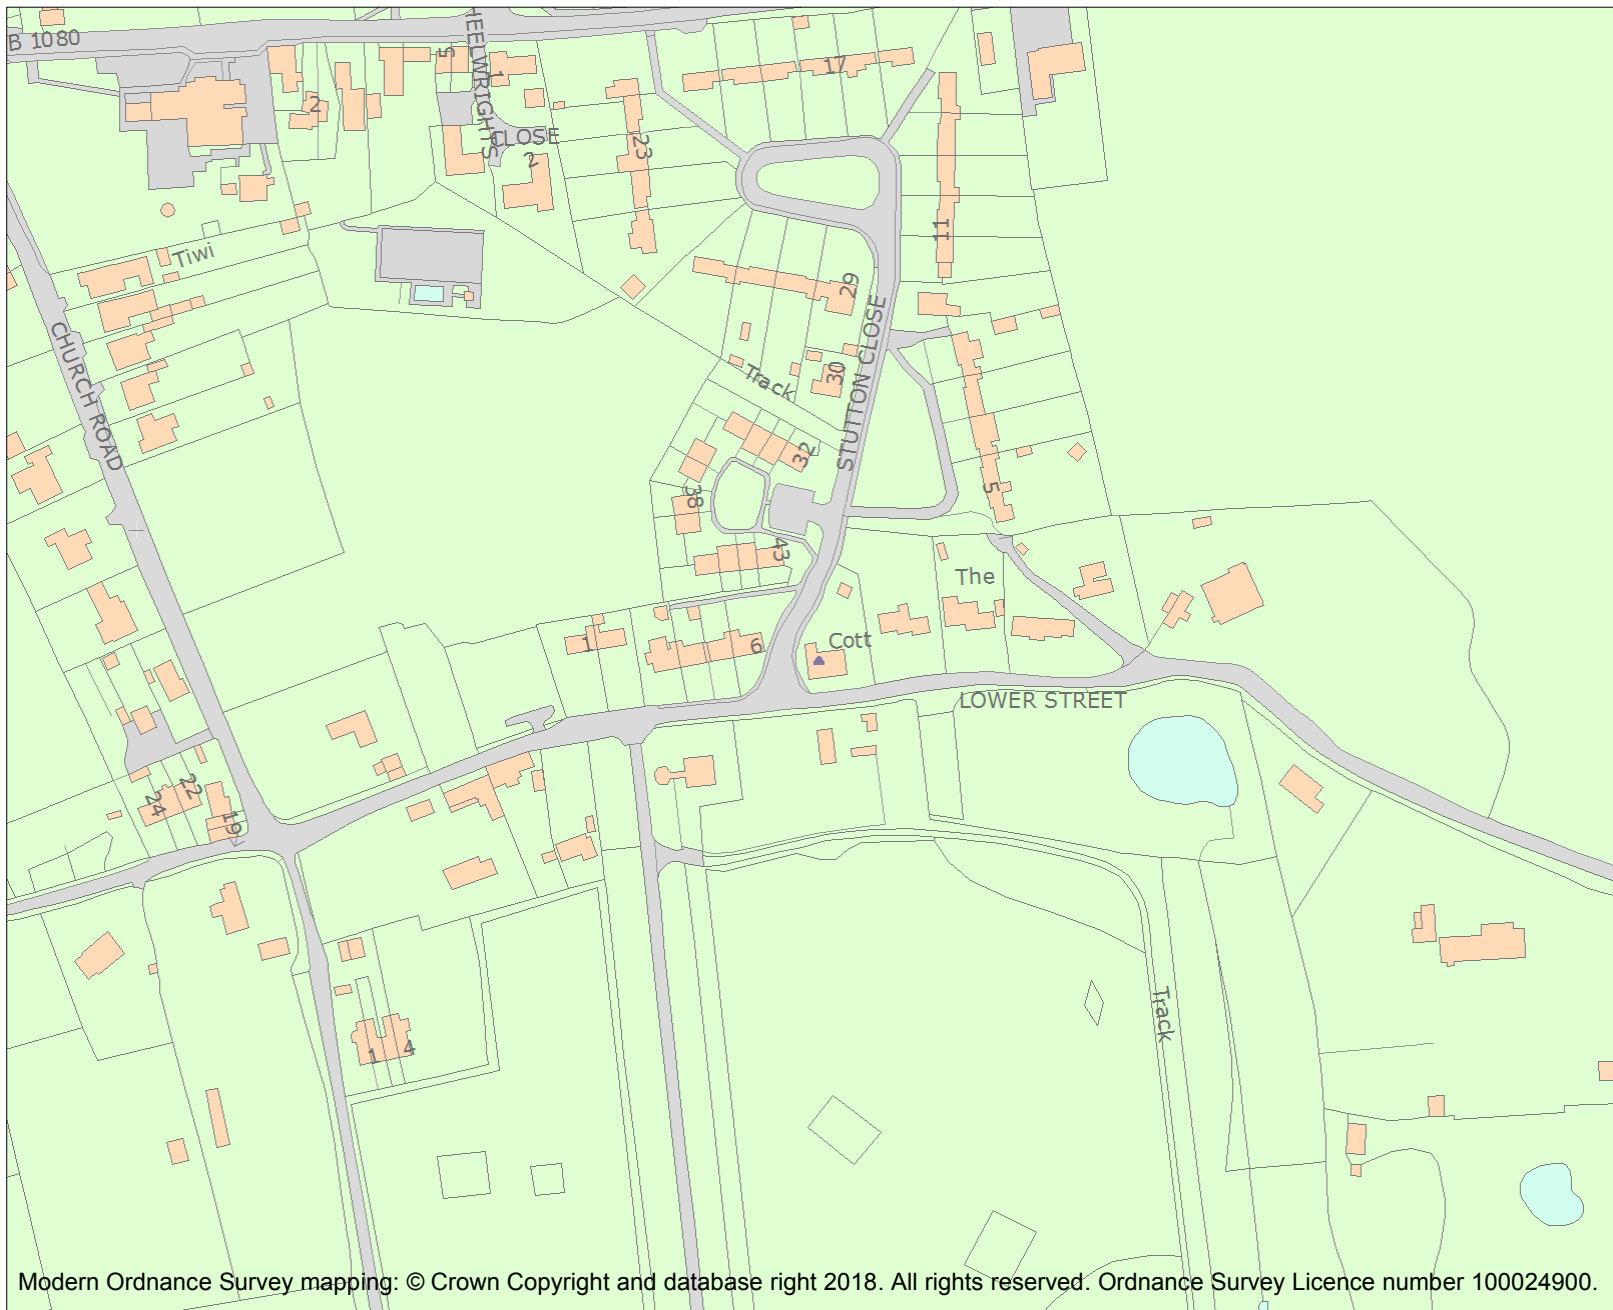 B 1080
HEELWRIGHTS
CLOSE
5
1
2
2
17
23
11
Tiwi
29
STUTTON CLOSE
CHURCH ROAD
Track
30
32
38
5
43
The
1
6
Cott
LOWER STREET
22
24
19
Track
1
4
Modern Ordnance Survey mapping: © Crown Copyright and database right 2018. All rights reserved. Ordnance Survey Licence number 100024900.